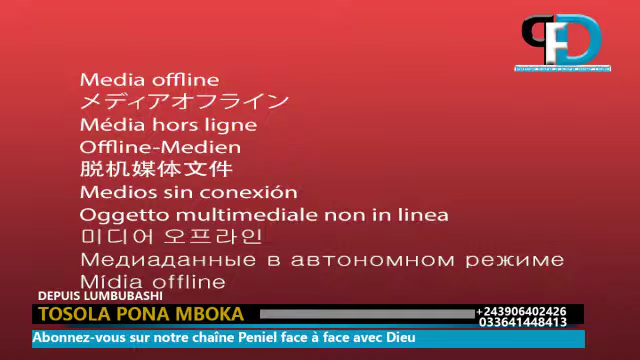 PFD
Media offline
メディアオフライン
Média hors ligne
Offline-Medien
脱机媒体文件
Medios sin conexión
Oggetto multimediale non in linea
미디어 오프라인
Медиаданные в автономном режиме
Mídia offline
DEPUIS LUMBUBASHI
TOSOLA PONA MBOKA
+243906402426
033641448413
Abonnez-vous sur notre chaîne Peniel face à face avec Dieu